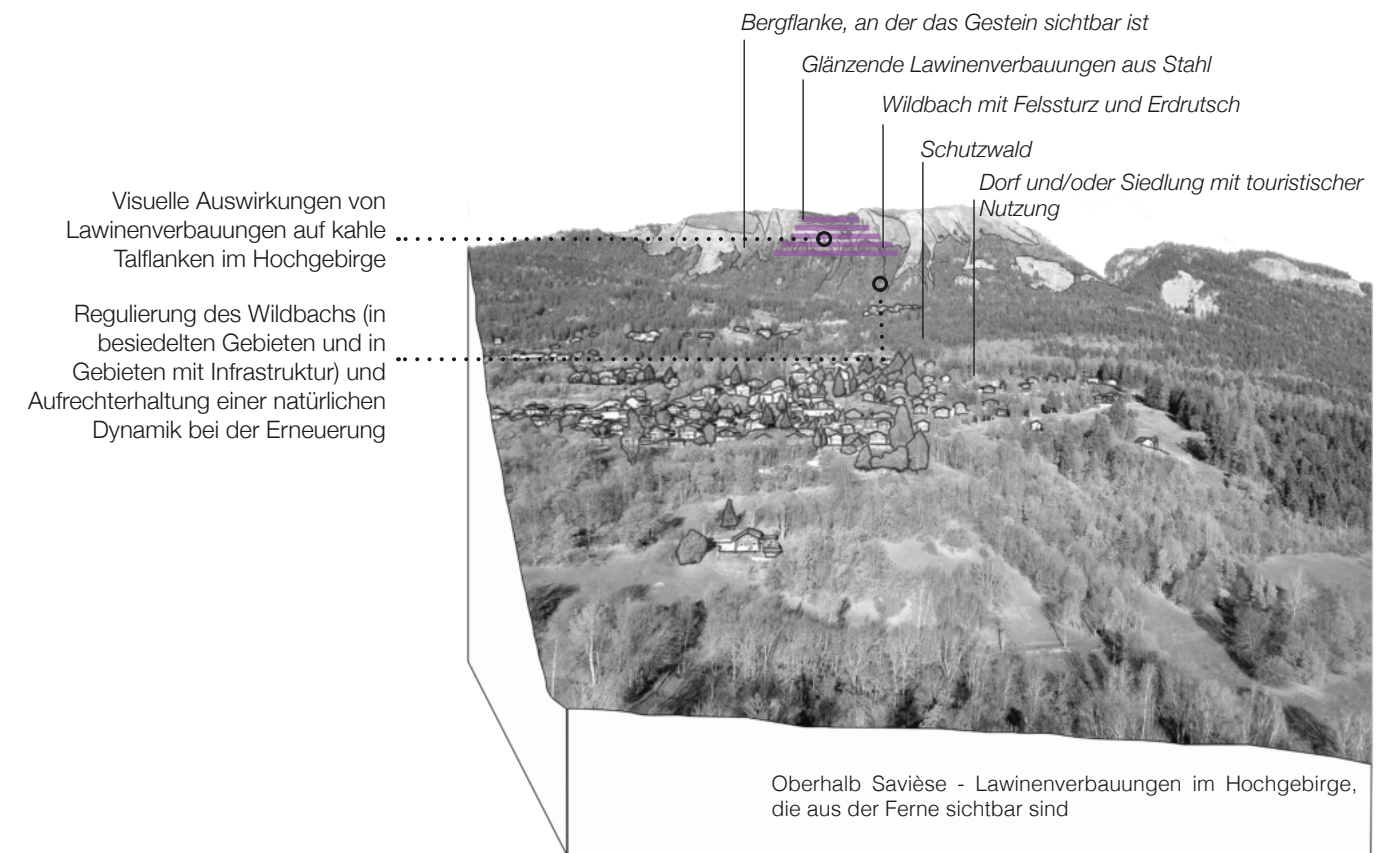 Bergflanke, an der das Gestein sichtbar ist
Glänzende Lawinenverbauungen aus Stahl
Wildbach mit Felssturz und Erdrutsch
Schutzwald
Dorf und/oder Siedlung mit touristischer
Nutzung
Visuelle Auswirkungen von
Lawinenverbauungen auf kahle
Talflanken im Hochgebirge
Regulierung des Wildbachs (in
besiedelten Gebieten und in
Gebieten mit Infrastruktur) und
Aufrechterhaltung einer natürlichen
Dynamik bei der Erneuerung
Oberhalb Savièse - Lawinenverbauungen im Hochgebirge,
die aus der Ferne sichtbar sind